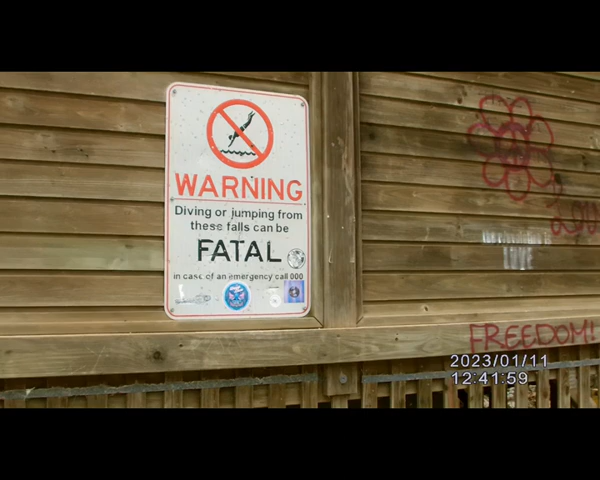 WARNING
Diving or jumping from
these falls can be
FATAL
in case of an emergency call 000
FREEDOM!
2023/01/11
12:41:59